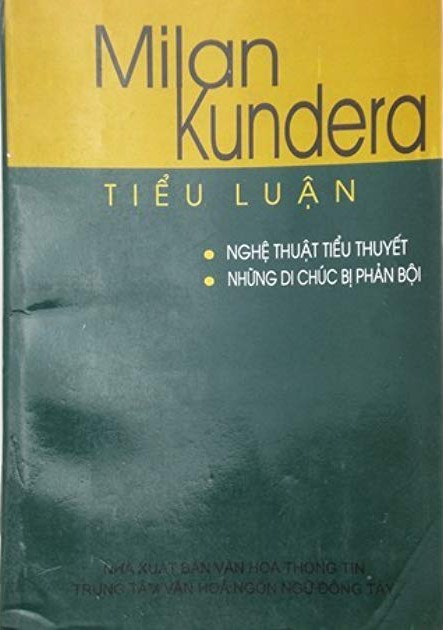 Milan
Kundera
TIỂU LUẬN
• NGHỆ THUẬT TIỂU THUYẾT
• NHỮNG DI CHÚC BỊ PHẢN BỘI
NHÀ XUẤT BẢN VĂN HÓA THÔNG TIN
TRUNG TÂM VĂN HOÁ NGÔN NGỮ ĐÔNG TÂY